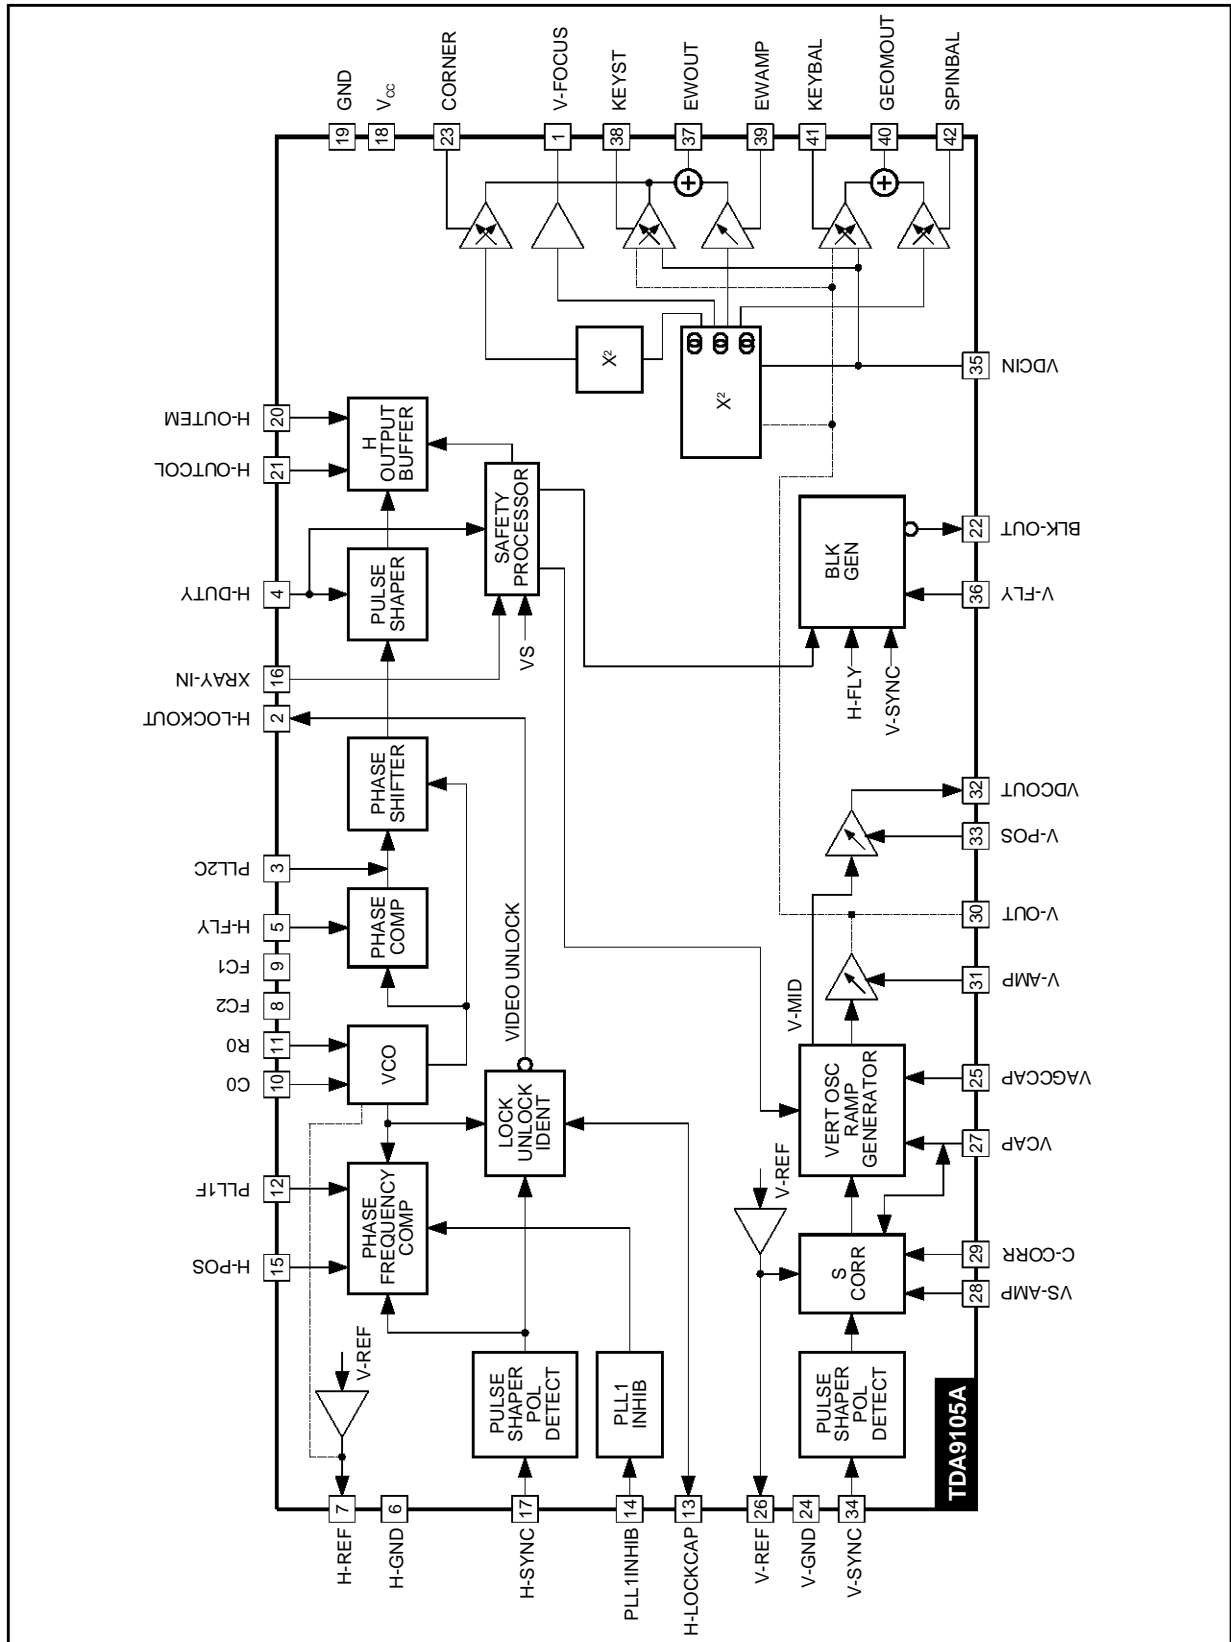 GND
19
VCC
18
CORNER
23
V-FOCUS
1
KEYST
38
EWOUT
37
EWAMP
39
KEYBAL
41
GEOMOUT
40
SPINBAL
42
H-OUTEM
20
H-OUTCOL
21
H-DUTY
4
XRAY-IN
16
H-LOCKOUT
2
PLL2C
3
H-FLY
5
FC1
9
FC2
8
R0
11
C0
10
PLL1F
12
H-POS
15
H
OUTPUT
BUFFER
PULSE
SHAPER
PHASE
SHIFTER
PHASE
COMP
VCO
PHASE
FREQUENCY
COMP
V-REF
SAFETY
PROCESSOR
VS
VIDEO UNLOCK
LOCK
UNLOCK
IDENT
PULSE
SHAPER
POL
DETECT
PLL1
INHIB
X²
X²
BLK
GEN
H-FLY
V-SYNC
V-MID
VERT OSC
RAMP
GENERATOR
V-REF
S
CORR
PULSE
SHAPER
POL
DETECT
TDA9105A
35
VDCIN
22
BLK-OUT
36
V-FLY
32
VDCOUT
33
V-POS
30
V-OUT
31
V-AMP
25
VAGCCAP
27
VCAP
29
C-CORR
28
VS-AMP
7
H-REF
6
H-GND
17
H-SYNC
14
PLL1INHIB
13
H-LOCKCAP
26
V-REF
24
V-GND
34
V-SYNC